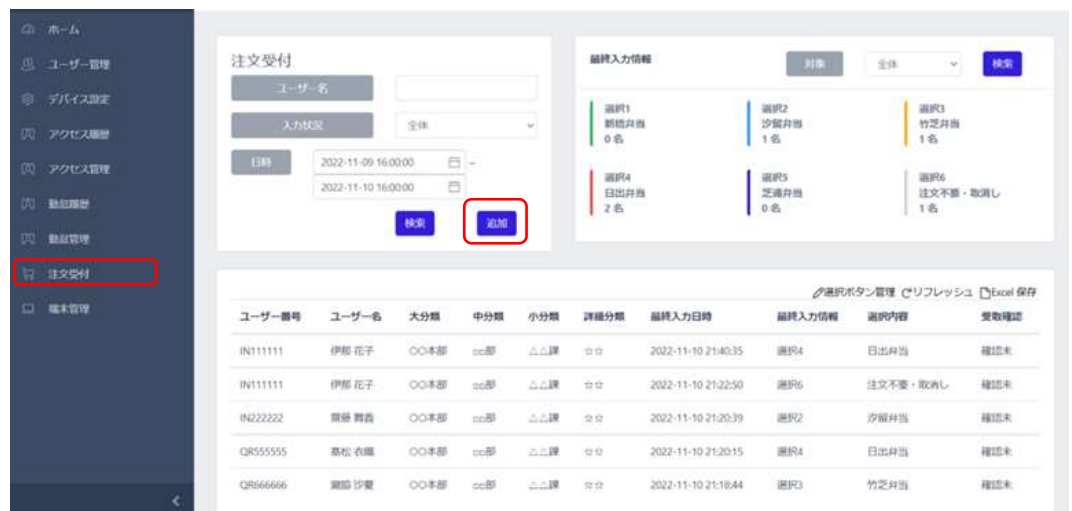 ホーム
ユーザー管理
デバイス設定
アクセス履歴
アクセス管理
勤怠履歴
勤怠管理
注文受付
端末管理
注文受付
ユーザー名
入力状況 全体
日時 2022-11-09 16:00:00 ~
2022-11-10 16:00:00
検索 追加
最終入力情報 対象 全体 検索
選択1 選択2 選択3
新橋弁当 汐留弁当 竹芝弁当
0 名 1 名 1 名
選択4 選択5 選択6
日出弁当 芝浦弁当 注文不要・取消し
2 名 0 名 1 名
選択ボタン管理 リフレッシュ Excel 保存
ユーザー番号 ユーザー名 大分類 中分類 小分類 詳細分類 最終入力日時 最終入力情報 選択内容 受取確認
IN111111 伊那 花子 〇〇本部 □□部 △△課 ☆☆ 2022-11-10 21:40:35 選択4 日出弁当 確認未
IN111111 伊那 花子 〇〇本部 □□部 △△課 ☆☆ 2022-11-10 21:22:50 選択6 注文不要・取消し 確認未
IN222222 齋藤 舞香 〇〇本部 □□部 △△課 ☆☆ 2022-11-10 21:20:39 選択2 汐留弁当 確認未
QR555555 髙松 衣織 〇〇本部 □□部 △△課 ☆☆ 2022-11-10 21:20:15 選択4 日出弁当 確認未
QR666666 沙夏 〇〇本部 □□部 △△課 ☆☆ 2022-11-10 21:18:44 選択3 竹芝弁当 確認未